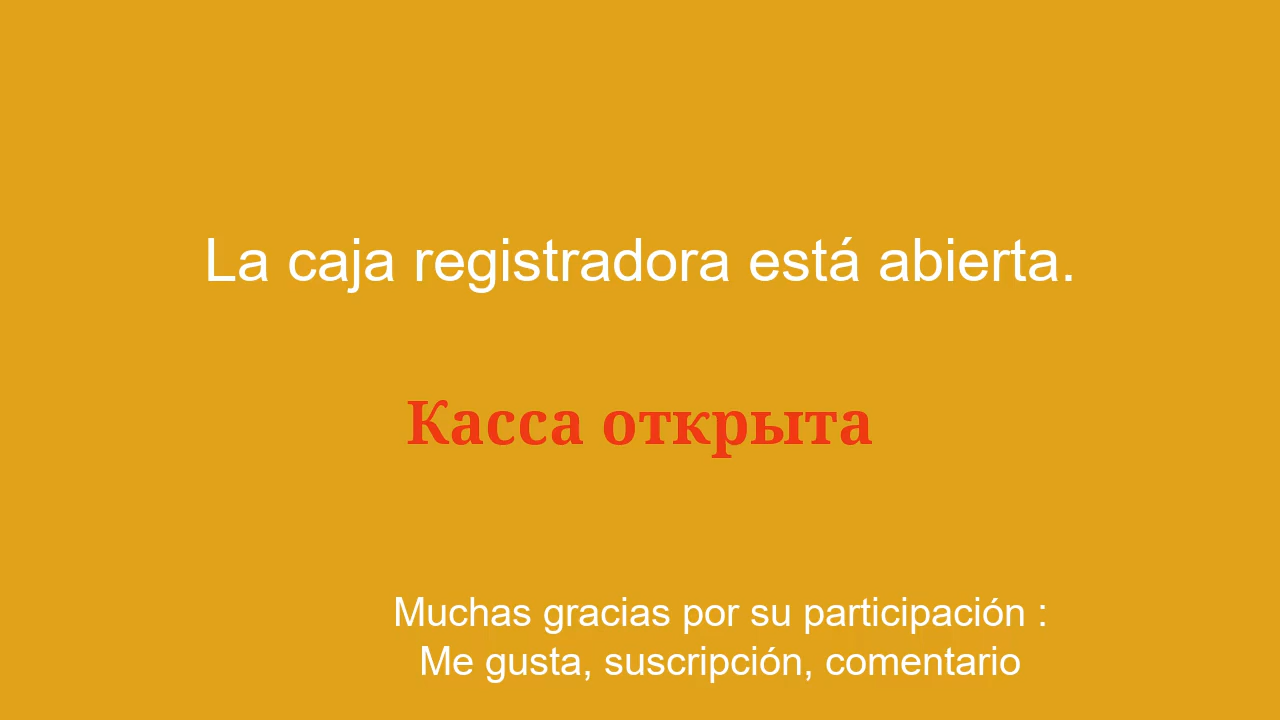 La caja registradora está abierta.
Касса открыта
Muchas gracias por su participación :
Me gusta, suscripción, comentario